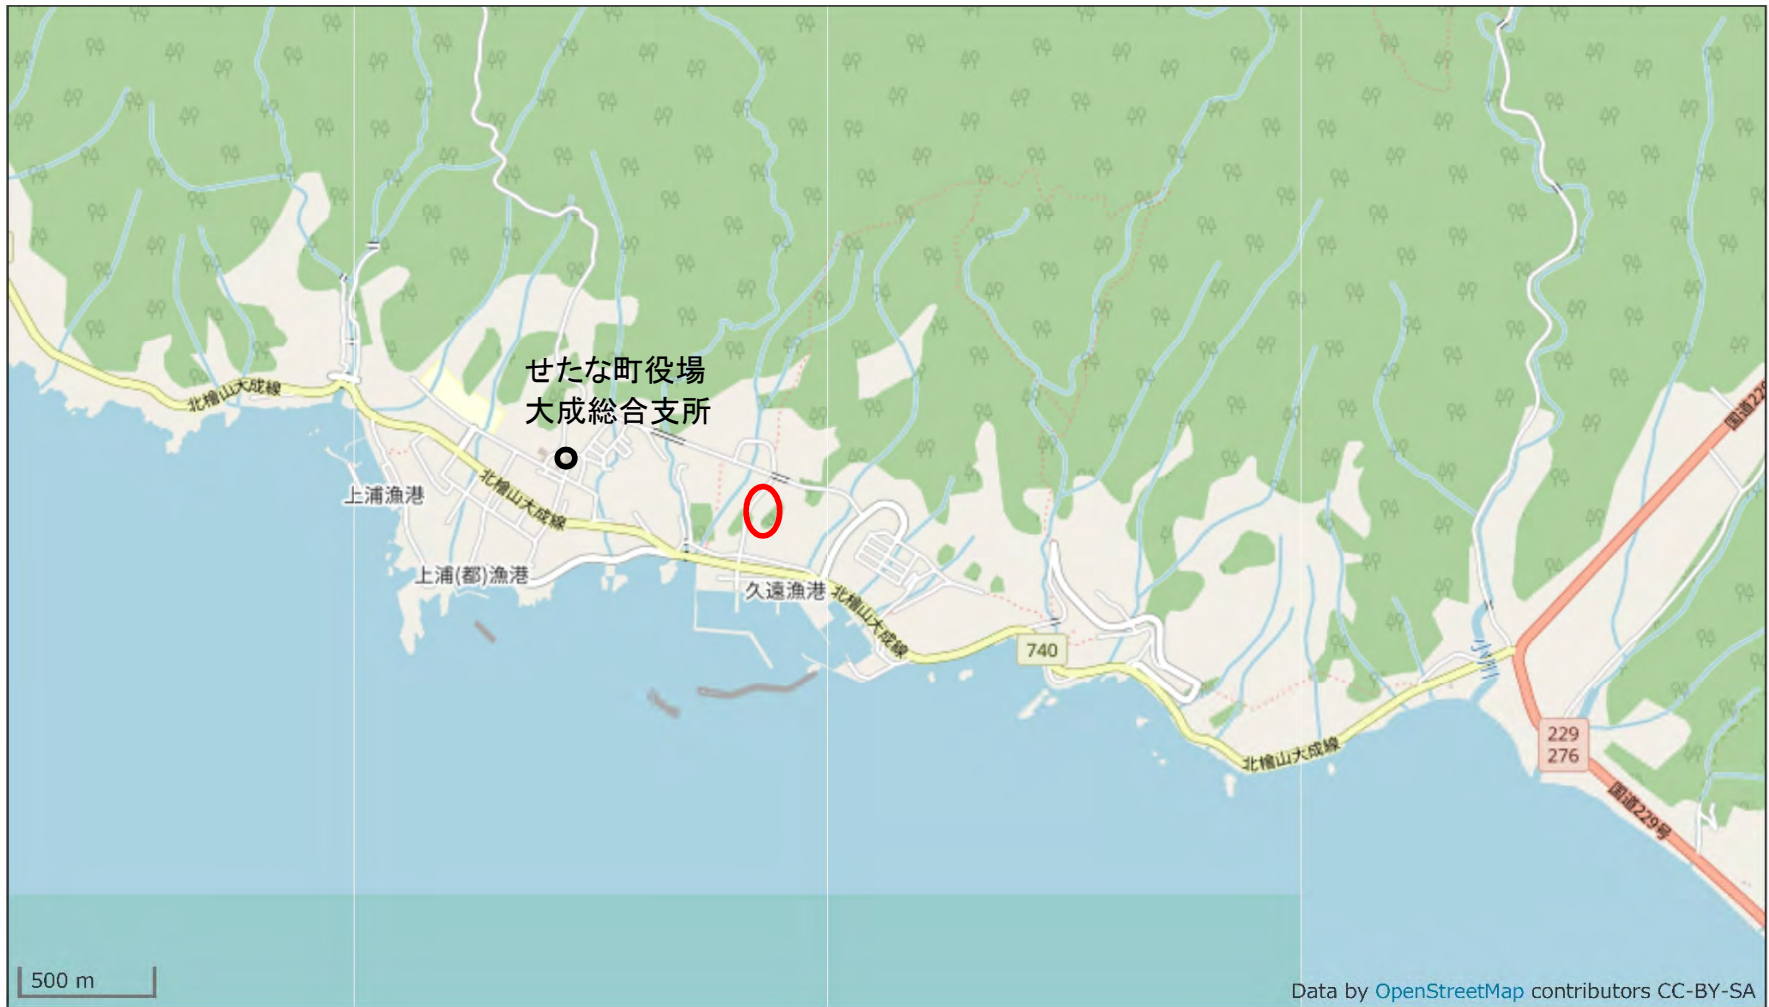 せたな町役場
大成総合支所
北檜山大成線
上浦漁港
北檜山大成線
上浦(都)漁港
久遠漁港
北檜山大成線
740
北檜山大成線
小川
国道229
229
276
国道229号
500 m
Data by OpenStreetMap contributors CC-BY-SA